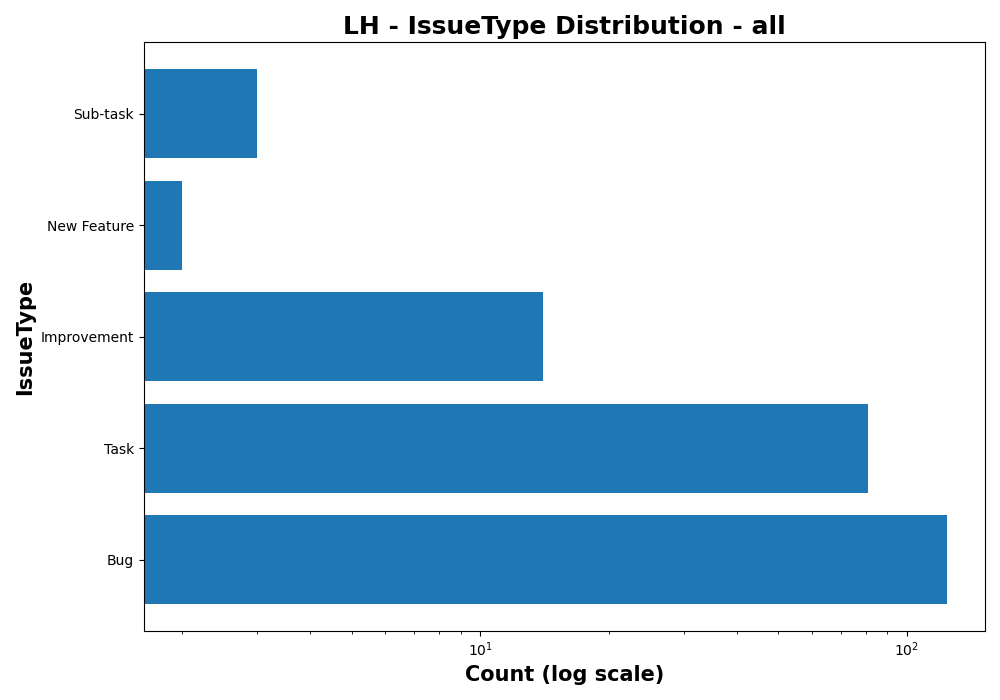 LH - IssueType Distribution - all
Sub-task
New Feature
Improvement
Task
Bug
IssueType
10¹
10²
Count (log scale)